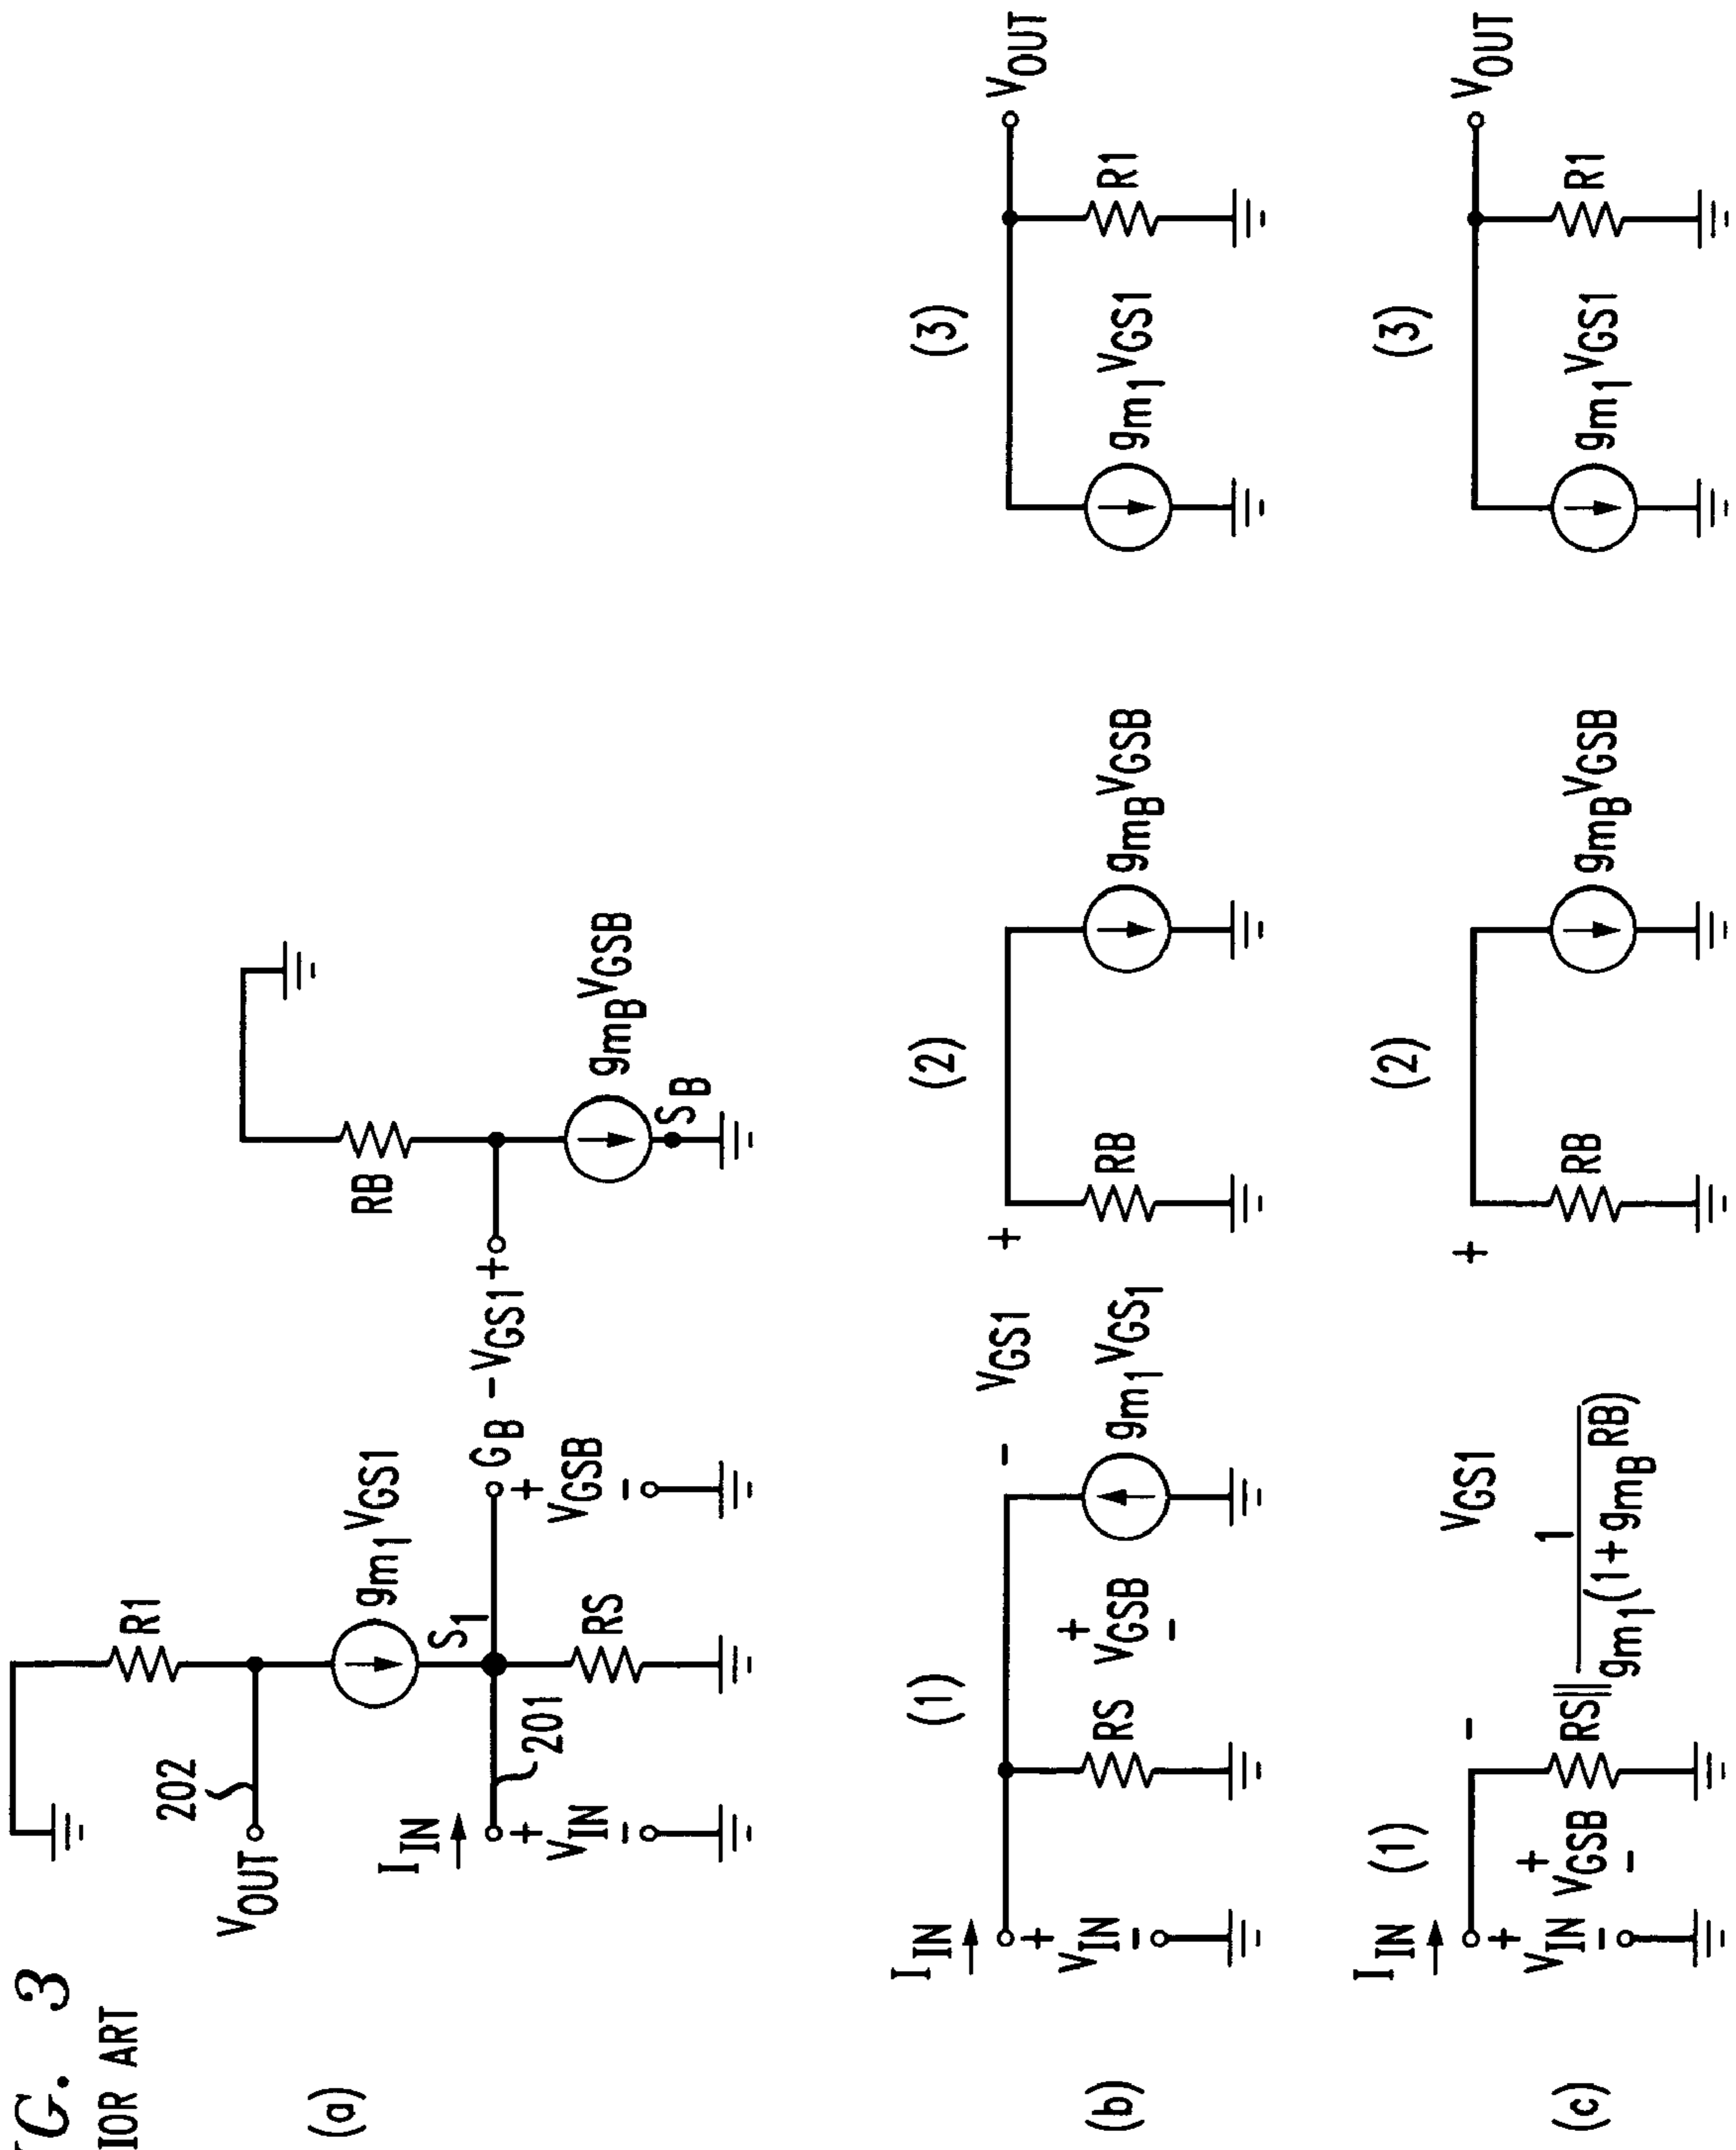 G. 3
IOR ART
(a)
202
VOUT
R1
gm1VGS1
S1
IIN
+
VIN
-
201
RS
GB
+
VGSB
-
- VGS1 +
RB
gmBVGSB
SB
(b)
(1)
IIN
+
VIN
-
RS
+
VGSB
-
-
VGS1
gm1VGS1
+
(2)
RB
gmBVGSB
(3)
gm1VGS1
R1
VOUT
(c)
(1)
IIN
+
VIN
-
+
VGSB
-
-
RS||
1
gm1(1+gmBRB)
VGS1
+
(2)
RB
gmBVGSB
(3)
gm1VGS1
R1
VOUT